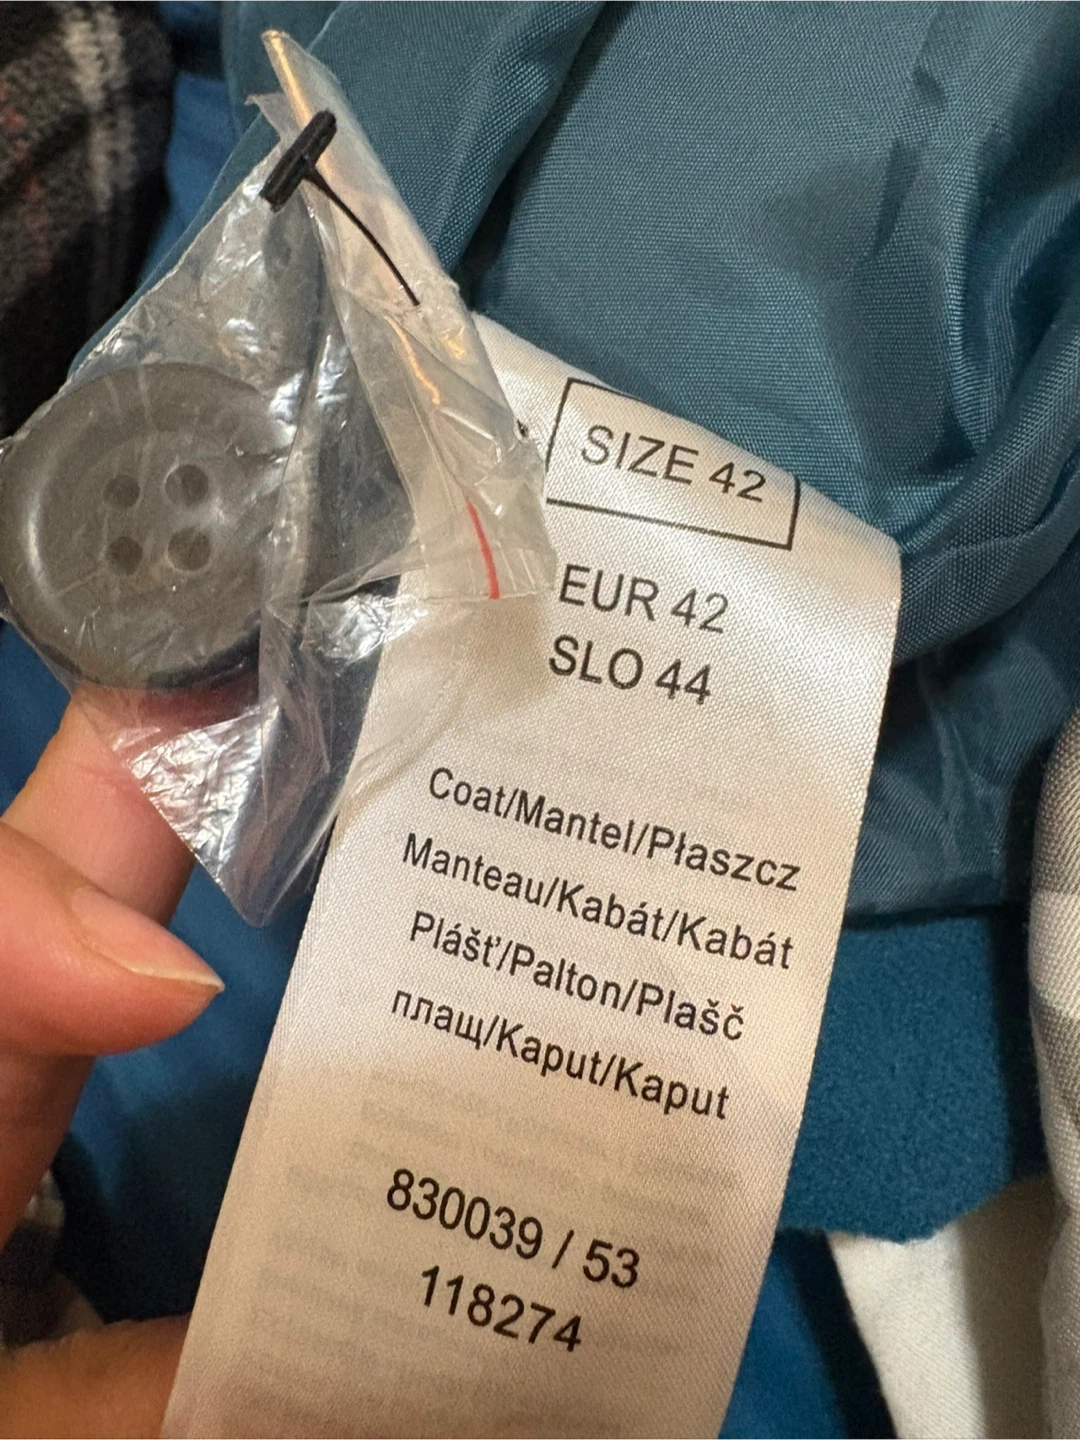 SIZE 42
EUR 42
SLO 44
Coat/Mantel/Płaszcz
Manteau/Kabát/Kabát
Plášť/Palton/Plašč
плащ/Kaput/Kaput
830039 / 53
118274